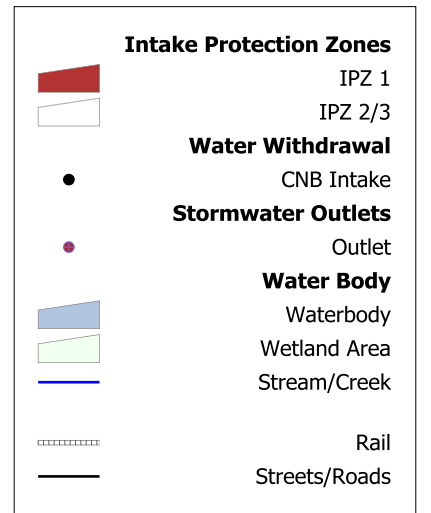 Intake Protection Zones
IPZ 1
IPZ 2/3
Water Withdrawal
CNB Intake
Stormwater Outlets
Outlet
Water Body
Waterbody
Wetland Area
Stream/Creek
Rail
Streets/Roads